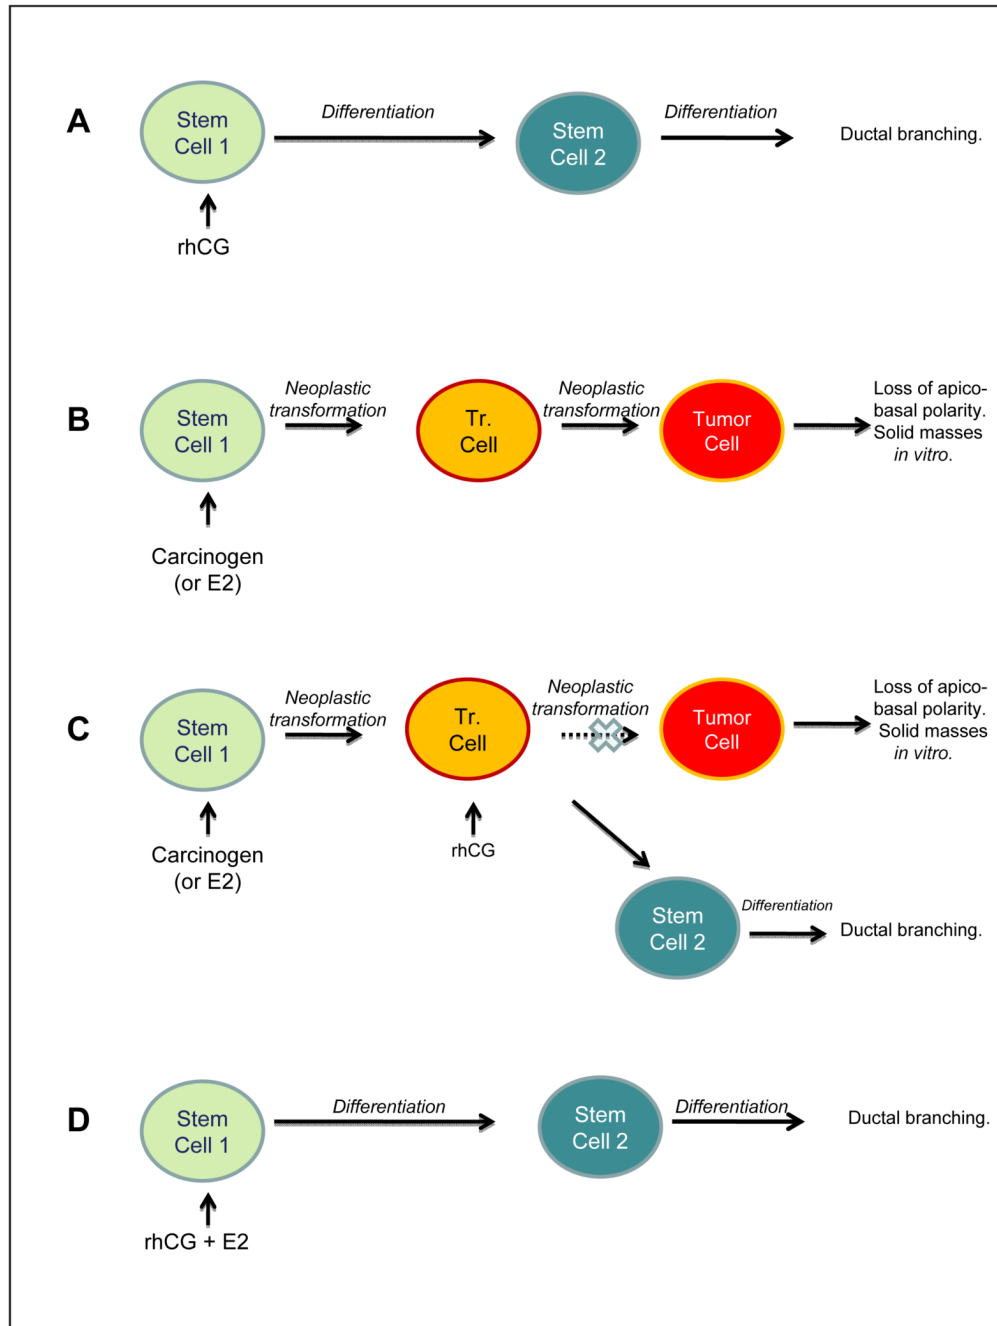 A
Stem
Cell 1
Differentiation
Stem
Cell 2
Differentiation
Ductal branching.
rhCG
B
Stem
Cell 1
Neoplastic
transformation
Tr.
Cell
Neoplastic
transformation
Tumor
Cell
Loss of apico-
basal polarity.
Solid masses
in vitro.
Carcinogen
(or E2)
C
Stem
Cell 1
Neoplastic
transformation
Tr.
Cell
Neoplastic
transformation
Tumor
Cell
Loss of apico-
basal polarity.
Solid masses
in vitro.
Carcinogen
(or E2)
rhCG
Stem
Cell 2
Differentiation
Ductal branching.
D
Stem
Cell 1
Differentiation
Stem
Cell 2
Differentiation
Ductal branching.
rhCG + E2